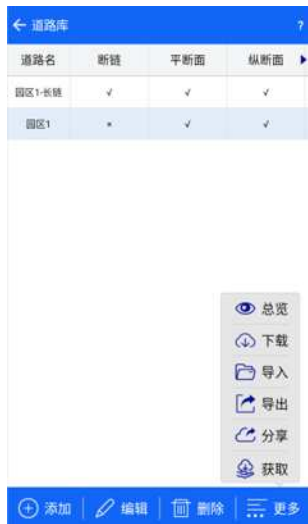 道路库 ?
道路名 断链 平断面 纵断面
园区1-长链 √ √ √
园区1 × √ √
总览
下载
导入
导出
分享
获取
添加 编辑 删除 更多